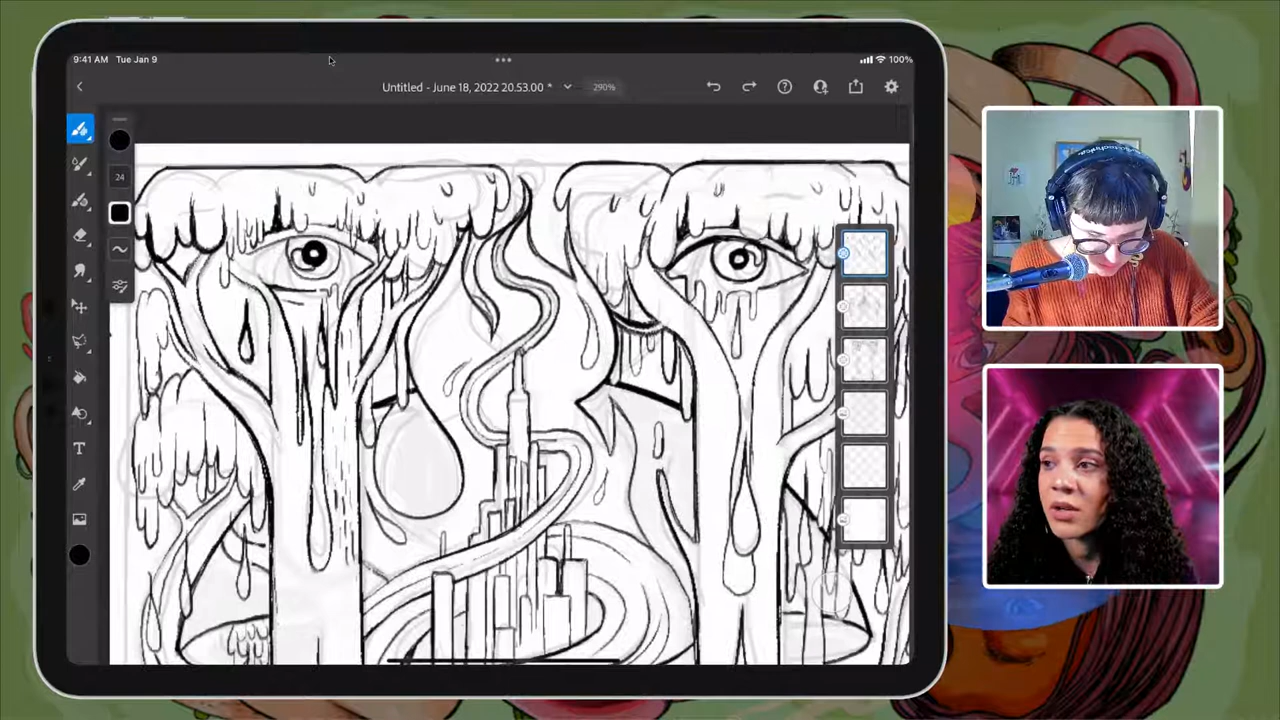 9:41 AM Tue Jan 9
100%
Untitled - June 18, 2022 20.53.00 *
290%
24
T